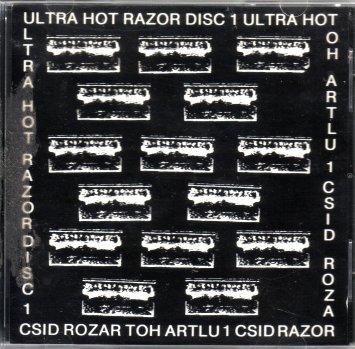 ULTRA HOT RAZOR DISC 1 ULTRA HOT
OH ARTLU 1 CSID ROZA
CSID ROZAR TOH ARTLU 1 CSID RAZOR
ULTRA HOT RAZOR DISC 1